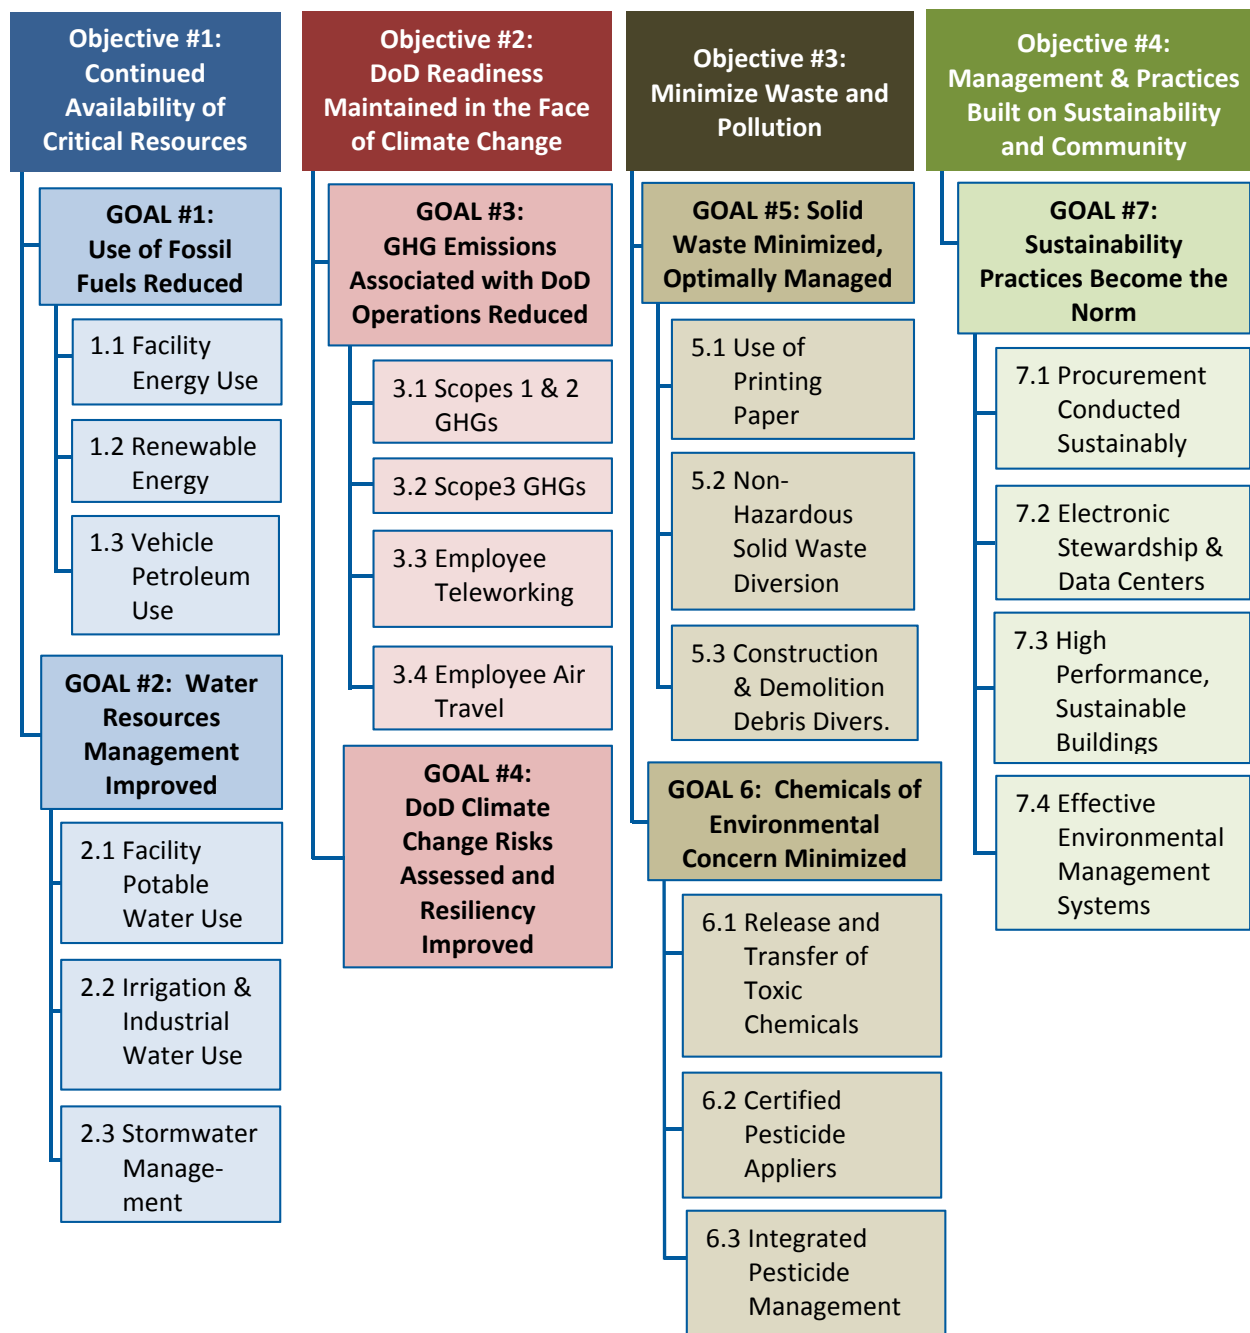 Objective #1:
Continued
Availability of
Critical Resources
GOAL #1:
Use of Fossil
Fuels Reduced
1.1 Facility
Energy Use
1.2 Renewable
Energy
1.3 Vehicle
Petroleum
Use
GOAL #2: Water
Resources
Management
Improved
2.1 Facility
Potable
Water Use
2.2 Irrigation &
Industrial
Water Use
2.3 Stormwater
Manage-
ment
Objective #2:
DoD Readiness
Maintained in the Face
of Climate Change
GOAL #3:
GHG Emissions
Associated with DoD
Operations Reduced
3.1 Scopes 1 & 2
GHGs
3.2 Scope3 GHGs
3.3 Employee
Teleworking
3.4 Employee Air
Travel
GOAL #4:
DoD Climate
Change Risks
Assessed and
Resiliency
Improved
Objective #3:
Minimize Waste and
Pollution
GOAL #5: Solid
Waste Minimized,
Optimally Managed
5.1 Use of
Printing
Paper
5.2 Non-
Hazardous
Solid Waste
Diversion
5.3 Construction
& Demolition
Debris Divers.
GOAL 6: Chemicals of
Environmental
Concern Minimized
6.1 Release and
Transfer of
Toxic
Chemicals
6.2 Certified
Pesticide
Appliers
6.3 Integrated
Pesticide
Management
Objective #4:
Management & Practices
Built on Sustainability
and Community
GOAL #7:
Sustainability
Practices Become the
Norm
7.1 Procurement
Conducted
Sustainably
7.2 Electronic
Stewardship &
Data Centers
7.3 High
Performance,
Sustainable
Buildings
7.4 Effective
Environmental
Management
Systems